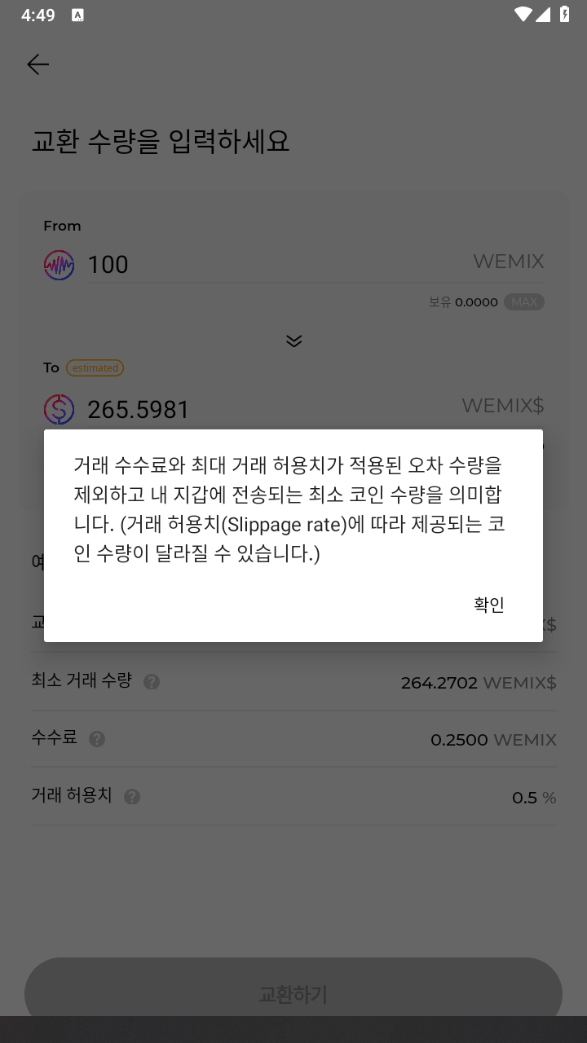 4:49
교환 수량을 입력하세요
From
100 WEMIX
보유 0.0000 MAX
To estimated
265.5981 WEMIX$
거래 수수료와 최대 거래 허용치가 적용된 오차 수량을
제외하고 내 지갑에 전송되는 최소 코인 수량을 의미합
니다. (거래 허용치(Slippage rate)에 따라 제공되는 코
인 수량이 달라질 수 있습니다.)
확인
최소 거래 수량 ? 264.2702 WEMIX$
수수료 ? 0.2500 WEMIX
거래 허용치 ? 0.5 %
교환하기